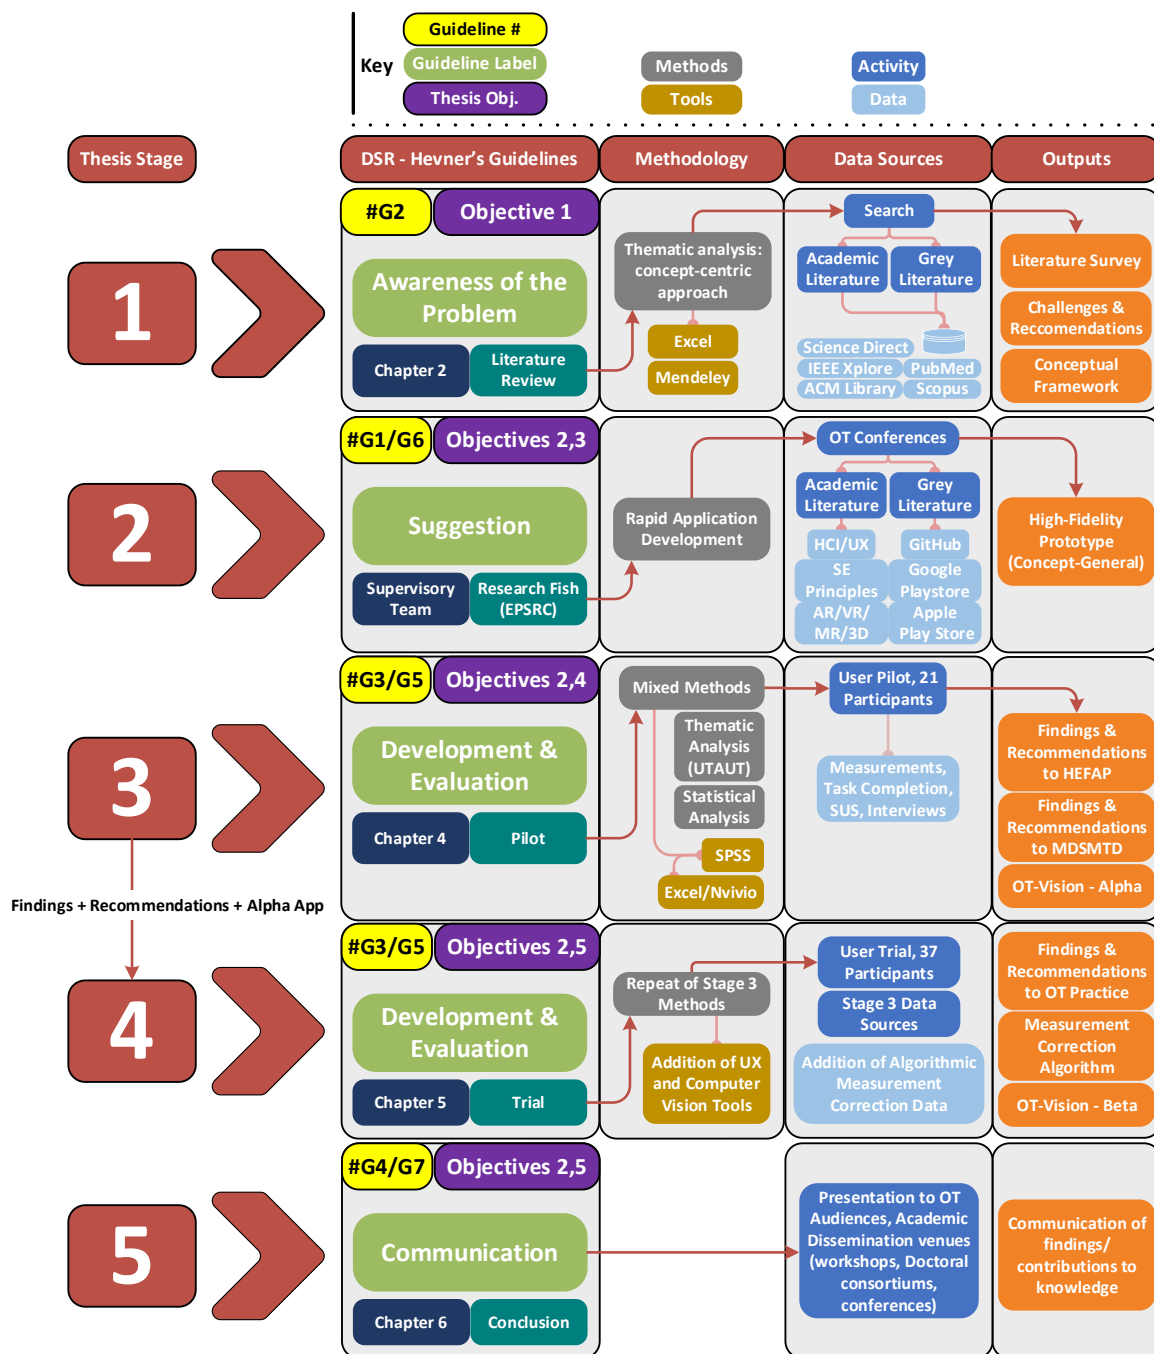 Guideline #
Key
Guideline Label
Thesis Obj.
Methods
Tools
Activity
Data
Thesis Stage
DSR - Hevner's Guidelines
Methodology
Data Sources
Outputs
1
#G2
Objective 1
Awareness of the
Problem
Chapter 2
Literature
Review
Thematic analysis:
concept-centric
approach
Excel
Mendeley
Search
Academic
Literature
Grey
Literature
Science Direct
IEEE Xplore
PubMed
ACM Library
Scopus
Literature Survey
Challenges &
Reccomendations
Conceptual
Framework
2
#G1/G6
Objectives 2,3
Suggestion
Supervisory
Team
Research Fish
(EPSRC)
Rapid Application
Development
OT Conferences
Academic
Literature
Grey
Literature
HCI/UX
SE
Principles
AR/VR/
MR/3D
GitHub
Google
Playstore
Apple
Play Store
High-Fidelity
Prototype
(Concept-General)
3
#G3/G5
Objectives 2,4
Development &
Evaluation
Chapter 4
Pilot
Mixed Methods
Thematic
Analysis
(UTAUT)
Statistical
Analysis
SPSS
Excel/Nvivio
User Pilot, 21
Participants
Measurements,
Task Completion,
SUS, Interviews
Findings &
Recommendations
to HEFAP
Findings &
Recommendations
to MDSMTD
OT-Vision - Alpha
Findings + Recommendations + Alpha App
4
#G3/G5
Objectives 2,5
Development &
Evaluation
Chapter 5
Trial
Repeat of Stage 3
Methods
Addition of UX
and Computer
Vision Tools
User Trial, 37
Participants
Stage 3 Data
Sources
Addition of Algorithmic
Measurement
Correction Data
Findings &
Recommendations
to OT Practice
Measurement
Correction
Algorithm
OT-Vision - Beta
5
#G4/G7
Objectives 2,5
Communication
Chapter 6
Conclusion
Presentation to OT
Audiences, Academic
Dissemination venues
(workshops, Doctoral
consortiums,
conferences)
Communication of
findings/
contributions to
knowledge